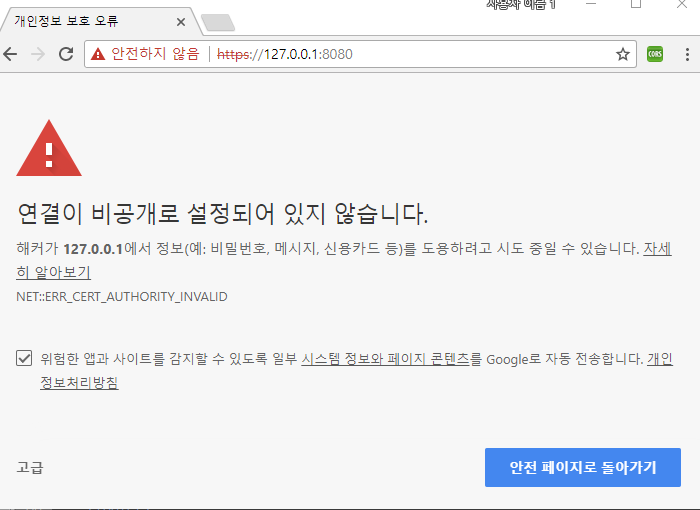 개인정보 보호 오류
사용자 이름 1
안전하지 않음 https://127.0.0.1:8080
CORS
연결이 비공개로 설정되어 있지 않습니다.
해커가 127.0.0.1에서 정보(예: 비밀번호, 메시지, 신용카드 등)를 도용하려고 시도 중일 수 있습니다. 자세
히 알아보기
NET::ERR_CERT_AUTHORITY_INVALID
위험한 앱과 사이트를 감지할 수 있도록 일부 시스템 정보와 페이지 콘텐츠를 Google로 자동 전송합니다. 개인
정보처리방침
고급
안전 페이지로 돌아가기